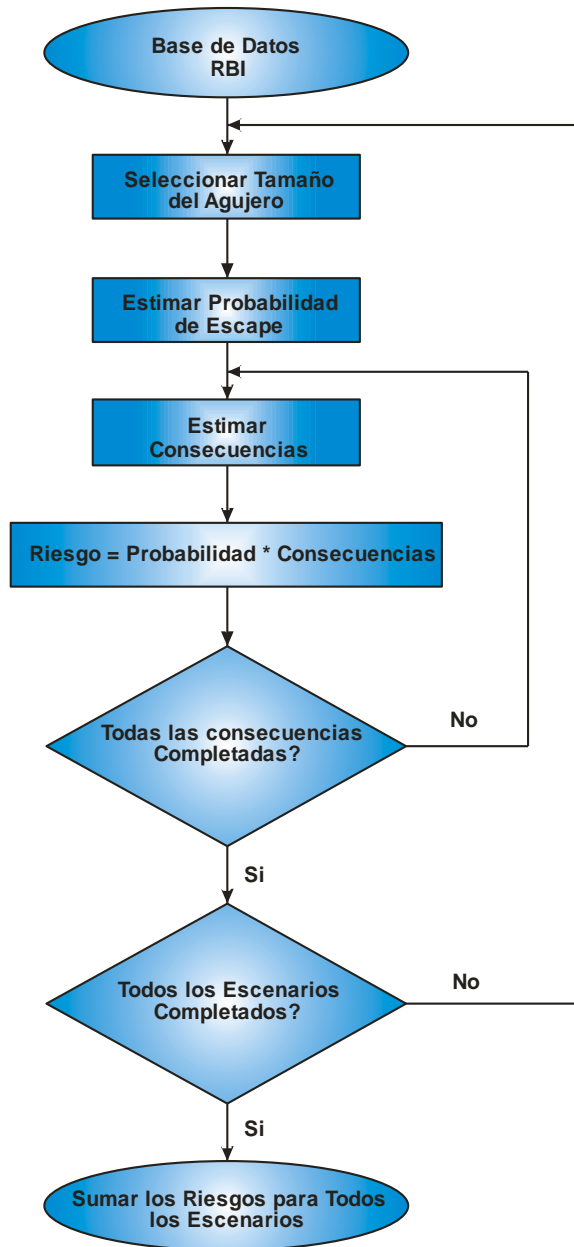 Base de Datos
RBI
Seleccionar Tamaño
del Agujero
Estimar Probabilidad
de Escape
Estimar
Consecuencias
Riesgo = Probabilidad * Consecuencias
Todas las consecuencias
Completadas?
No
Si
Todos los Escenarios
Completados?
No
Si
Sumar los Riesgos para Todos
los Escenarios